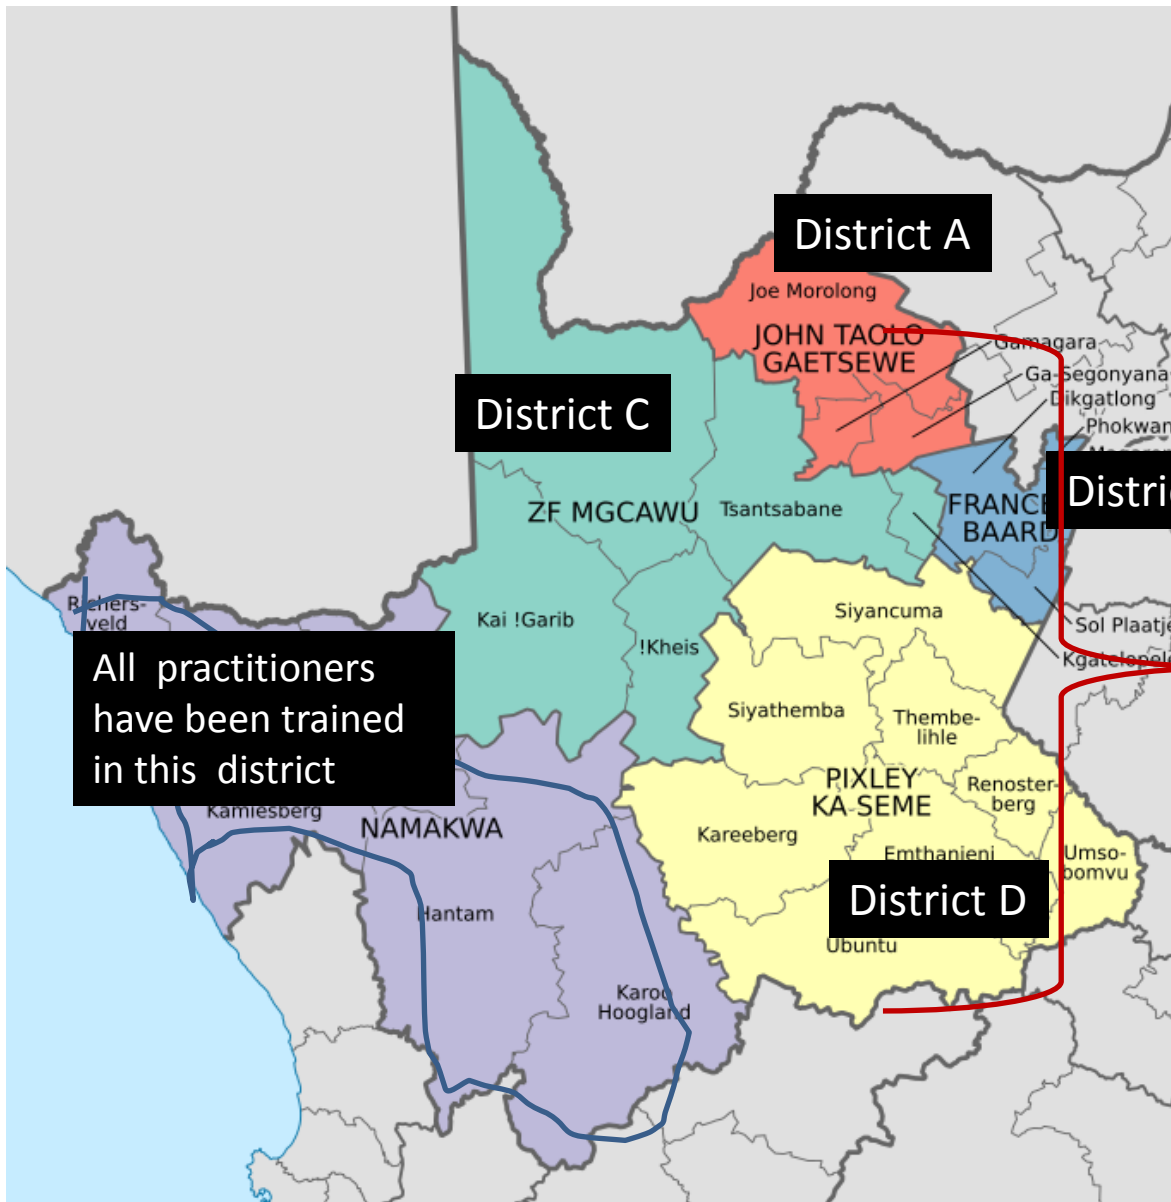 District A
Joe Morolong
JOHN TAOLO
GAETSEWE
Gamagara
Ga-Segonyana
Dikgatlong
District C
ZF MGCAWU
Tsantsabane
BAARD
Kai !Garib
!Kheis
Siyancuma
Sol Plaatje
veld
All practitioners
have been trained
in this district
Siyathemba
Thembe-
lihle
PIXLEY
KA SEME
Renoster-
berg
Kamiesberg
NAMAKWA
Kareeberg
Emthanjeni
Umso-
bomvu
District D
Hantam
Ubuntu
Karoo
Hoogland